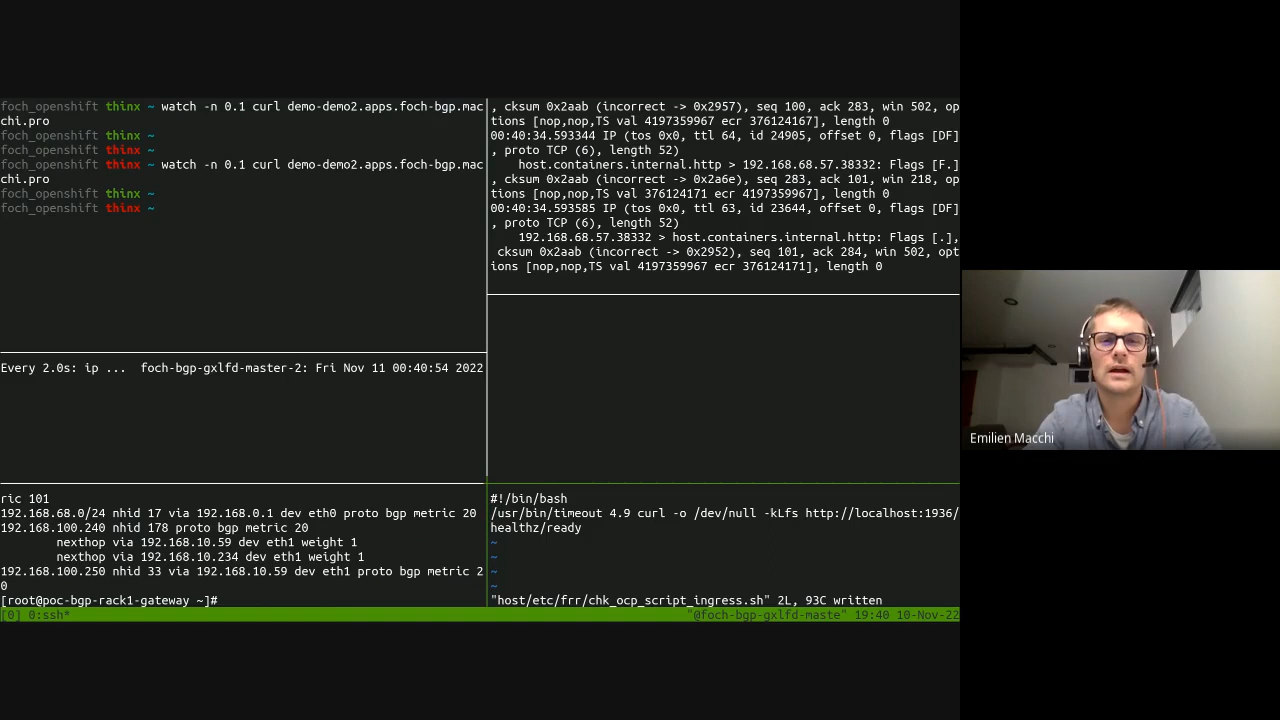 foch_openshift thinx ~ watch -n 0.1 curl demo-demo2.apps.foch-bgp.mac
chi.pro
foch_openshift thinx ~
foch_openshift thinx ~
foch_openshift thinx ~ watch -n 0.1 curl demo-demo2.apps.foch-bgp.mac
chi.pro
foch_openshift thinx ~
foch_openshift thinx ~
Every 2.0s: ip ...  foch-bgp-gxlfd-master-2: Fri Nov 11 00:40:54 2022
ric 101
192.168.68.0/24 nhid 17 via 192.168.0.1 dev eth0 proto bgp metric 20
192.168.100.240 nhid 178 proto bgp metric 20
nexthop via 192.168.10.59 dev eth1 weight 1
nexthop via 192.168.10.234 dev eth1 weight 1
192.168.100.250 nhid 33 via 192.168.10.59 dev eth1 proto bgp metric 2
0
[root@poc-bgp-rack1-gateway ~]#
, cksum 0x2aab (incorrect -> 0x2957), seq 100, ack 283, win 502, op
tions [nop,nop,TS val 4197359967 ecr 376124167], length 0
00:40:34.593344 IP (tos 0x0, ttl 64, id 24905, offset 0, flags [DF]
, proto TCP (6), length 52)
host.containers.internal.http > 192.168.68.57.38332: Flags [F.]
, cksum 0x2a6e), seq 283, ack 101, win 218, op
tions [nop,nop,TS val 376124171 ecr 4197359967], length 0
00:40:34.593585 IP (tos 0x0, ttl 63, id 23644, offset 0, flags [DF]
, proto TCP (6), length 52)
192.168.68.57.38332 > host.containers.internal.http: Flags [.],
cksum 0x2aab (incorrect -> 0x2952), seq 101, ack 284, win 502, opt
ions [nop,nop,TS val 4197359967 ecr 376124171], length 0
#!/bin/bash
/usr/bin/timeout 4.9 curl -o /dev/null -kLfs http://localhost:1936/
healthz/ready
~
~
~
~
"host/etc/frr/chk_ocp_script_ingress.sh" 2L, 93C written
[0] 0:ssh*
"@foch-bgp-gxlfd-maste" 19:40 10-Nov-22
Emilien Macchi